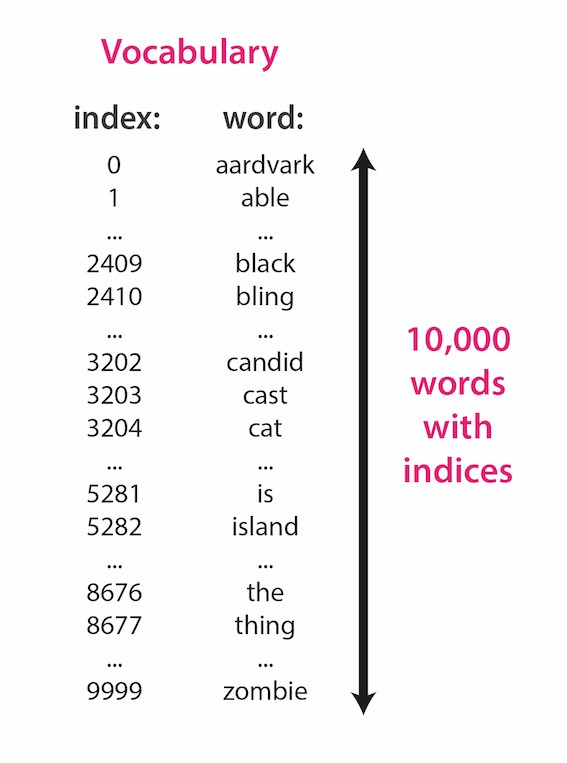 Vocabulary
index: word:
0 aardvark
1 able
... ...
2409 black
2410 bling
... ...
3202 candid
3203 cast
3204 cat
... ...
5281 is
5282 island
... ...
8676 the
8677 thing
... ...
9999 zombie
10,000
words
with
indices